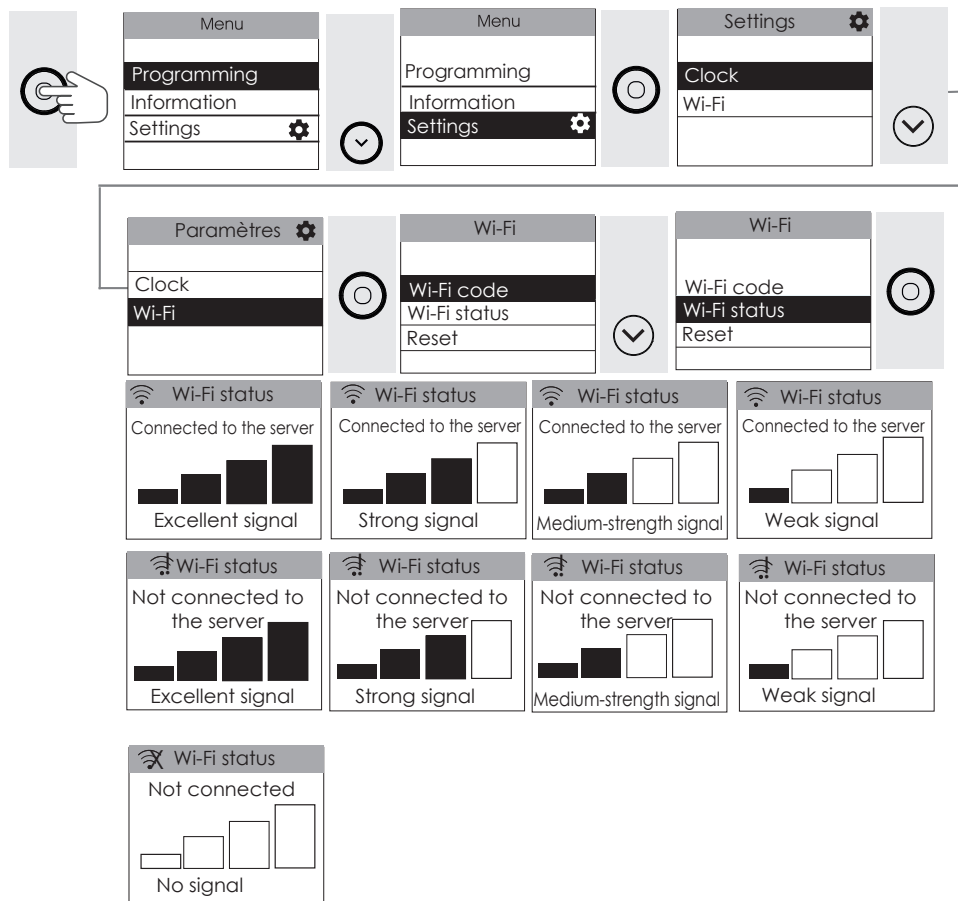 Menu
Programming
Information
Settings
Menu
Programming
Information
Settings
Settings
Clock
Wi-Fi
Paramètres
Clock
Wi-Fi
Wi-Fi
Wi-Fi code
Wi-Fi status
Reset
Wi-Fi
Wi-Fi code
Wi-Fi status
Reset
Wi-Fi status
Connected to the server
Excellent signal
Wi-Fi status
Connected to the server
Strong signal
Wi-Fi status
Connected to the server
Medium-strength signal
Wi-Fi status
Connected to the server
Weak signal
Wi-Fi status
Not connected to
the server
Excellent signal
Wi-Fi status
Not connected to
the server
Strong signal
Wi-Fi status
Not connected to
the server
Medium-strength signal
Wi-Fi status
Not connected to
the server
Weak signal
Wi-Fi status
Not connected
No signal